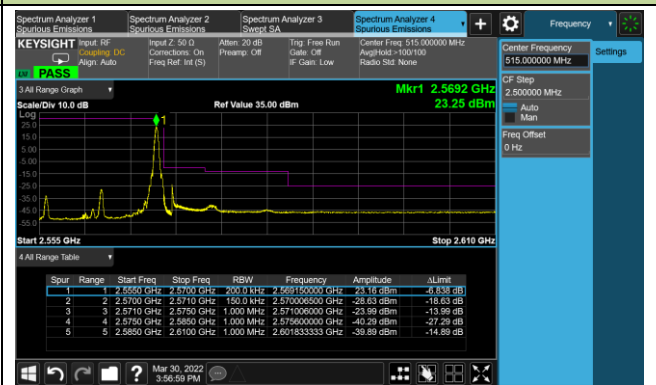 Spectrum Analyzer 1 Spectrum Analyzer 2 Spectrum Analyzer 3 Spectrum Analyzer 4 + Frequency
Spurious Emissions Spurious Emissions Swept SA Spurious Emissions
KEYSIGHT Input: RF Input Z: 50 Ω Atten: 20 dB Trig: Free Run Center Freq: 515.000000 MHz
Coupling: DC Corrections: On Preamp: Off Gate: Off Avg|Hold:>100/100
Align: Auto Freq Ref: Int (S) IF Gain: Low Radio Std: None
PASS
Center Frequency
515.000000 MHz
Settings
CF Step
2.500000 MHz
Auto
Man
Freq Offset
0 Hz
3 All Range Graph Mkr1 2.5692 GHz
Scale/Div 10.0 dB Ref Value 35.00 dBm 23.25 dBm
Log
25.0
15.0
5.00
-5.00
-15.0
-25.0
-35.0
-45.0
-55.0
1
Start 2.555 GHz Stop 2.610 GHz
4 All Range Table
Spur Range Start Freq Stop Freq RBW Frequency Amplitude ΔLimit
1 1 2.5550 GHz 2.5700 GHz 200.0 kHz 2.569150000 GHz 23.16 dBm -6.838 dB
2 2 2.5700 GHz 2.5710 GHz 150.0 kHz 2.570006500 GHz -28.63 dBm -18.63 dB
3 3 2.5710 GHz 2.5750 GHz 1.000 MHz 2.571006000 GHz -23.99 dBm -13.99 dB
4 4 2.5750 GHz 2.5850 GHz 1.000 MHz 2.575600000 GHz -40.29 dBm -27.29 dB
5 5 2.5850 GHz 2.6100 GHz 1.000 MHz 2.601833333 GHz -39.89 dBm -14.89 dB
? Mar 30, 2022
3:56:59 PM